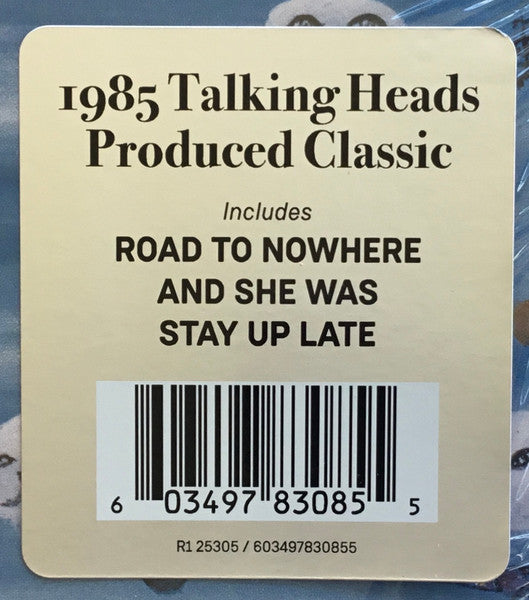 1985 Talking Heads
Produced Classic
Includes
ROAD TO NOWHERE
AND SHE WAS
STAY UP LATE
6 03497 83085 5
R1 25305 / 603497830855